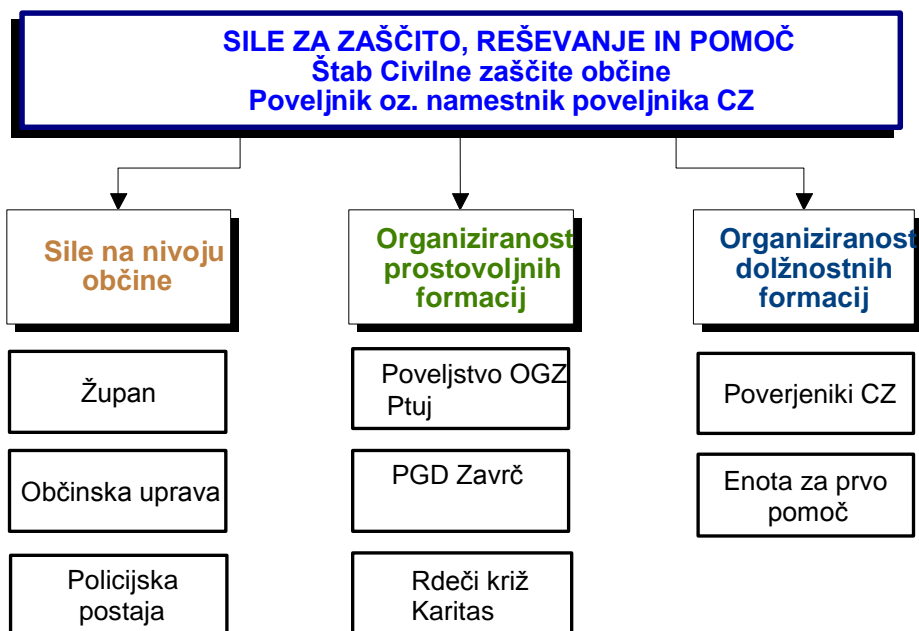 SILE ZA ZAŠČITO, REŠEVANJE IN POMOČ
Štab Civilne zaščite občine
Poveljnik oz. namestnik poveljnika CZ
Sile na nivoju
občine
Župan
Občinska uprava
Policijska
postaja
Organiziranost
prostovoljnih
formacij
Poveljstvo OGZ
Ptuj
PGD Zavrč
Rdeči križ
Karitas
Organiziranost
dolžnostnih
formacij
Poverjeniki CZ
Enota za prvo
pomoč